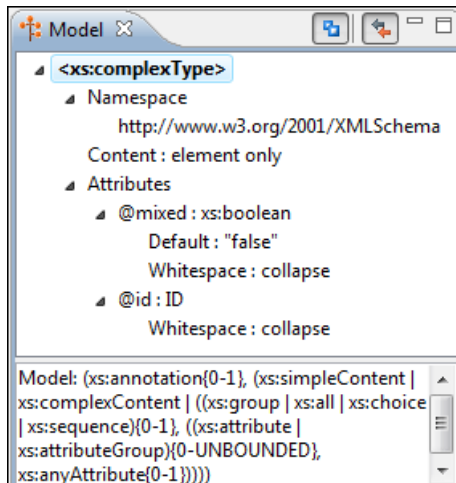 Model
<xs:complexType>
Namespace
http://www.w3.org/2001/XMLSchema
Content : element only
Attributes
@mixed : xs:boolean
Default : "false"
Whitespace : collapse
@id : ID
Whitespace : collapse
Model: (xs:annotation{0-1}, (xs:simpleContent |
xs:complexContent | ((xs:group | xs:all | xs:choice
| xs:sequence){0-1}, ((xs:attribute |
xs:attributeGroup){0-UNBOUNDED},
xs:anyAttribute{0-1}))))